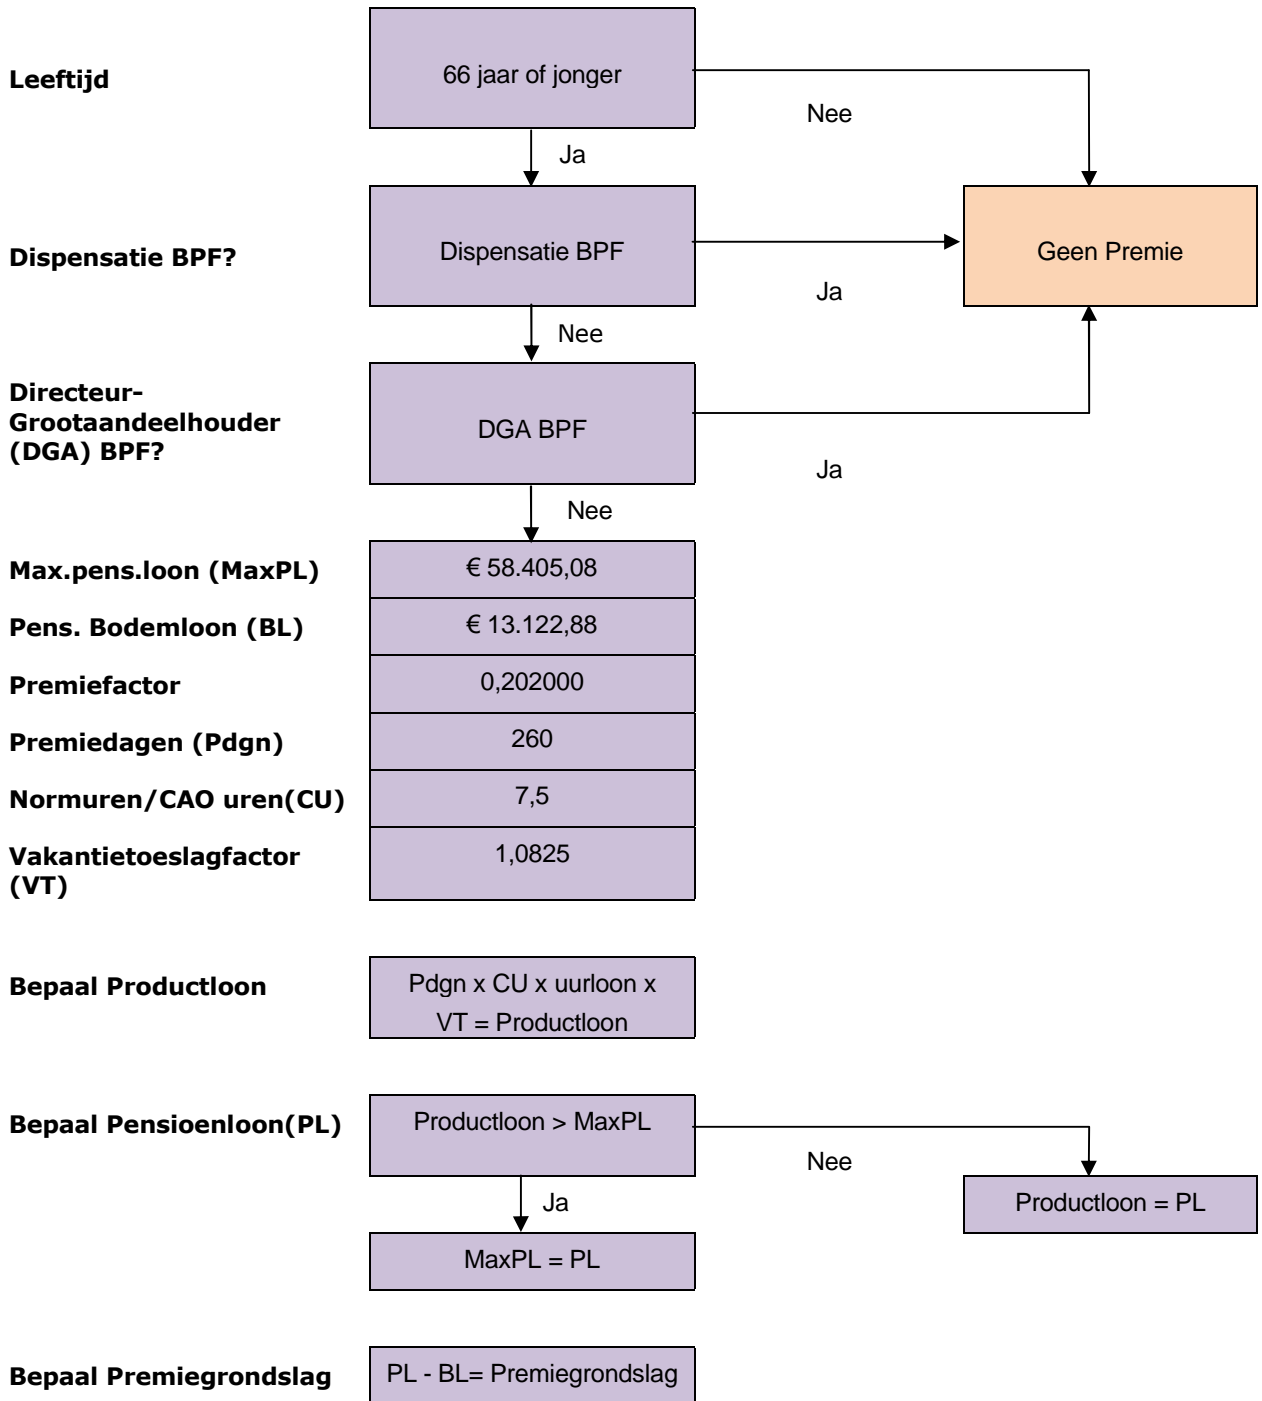 66 jaar of jonger
Leeftijd
Nee
Ja
Dispensatie BPF
Geen Premie
Dispensatie BPF?
Ja
Nee
Directeur-
Grootaandeelhouder
(DGA) BPF?
DGA BPF
Ja
Nee
Max.pens.loon (MaxPL)
€ 58.405,08
Pens. Bodemloon (BL)
€ 13.122,88
Premiefactor
0,202000
Premiedagen (Pdgn)
260
Normuren/CAO uren(CU)
7,5
Vakantietoeslagfactor
(VT)
1,0825
Bepaal Productloon
Pdgn x CU x uurloon x
VT = Productloon
Bepaal Pensioenloon(PL)
Productloon > MaxPL
Nee
Ja
Productloon = PL
MaxPL = PL
Bepaal Premiegrondslag
PL - BL= Premiegrondslag